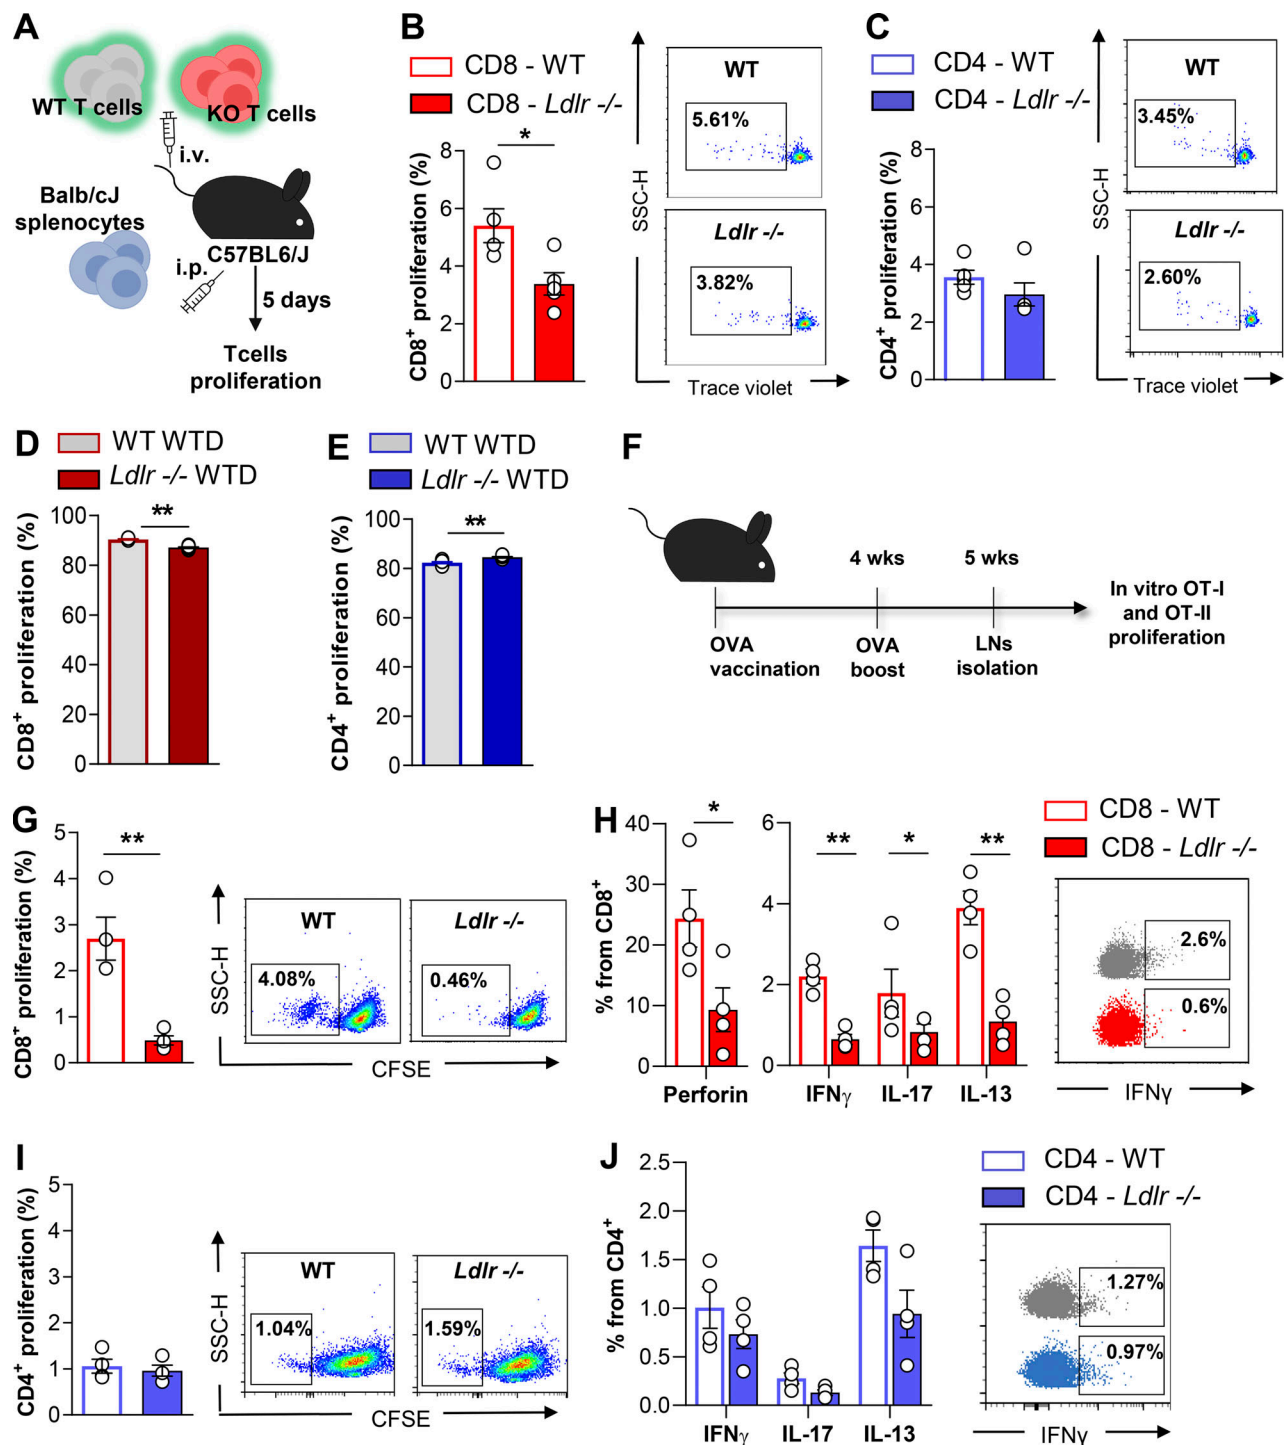 A
WT T cells
KO T cells
i.v.
Balb/cJ
splenocytes
C57BL6/J
i.p.
5 days
Tcells
proliferation
B
CD8 - WT
CD8 - Ldlr -/-
*
CD8⁺ proliferation (%)
8
6
4
2
0
WT
5.61%
Ldlr -/-
3.82%
SSC-H
Trace violet
C
CD4 - WT
CD4 - Ldlr -/-
CD4⁺ proliferation (%)
8
6
4
2
0
WT
3.45%
Ldlr -/-
2.60%
SSC-H
Trace violet
D
WT WTD
Ldlr -/- WTD
**
CD8⁺ proliferation (%)
100
80
60
40
20
0
E
WT WTD
Ldlr -/- WTD
**
CD4⁺ proliferation (%)
100
80
60
40
20
0
F
4 wks
5 wks
OVA
vaccination
OVA
boost
LNs
isolation
In vitro OT-I
and OT-II
proliferation
G
**
CD8⁺ proliferation (%)
5
4
3
2
1
0
WT
4.08%
Ldlr -/-
0.46%
SSC-H
CFSE
H
CD8 - WT
CD8 - Ldlr -/-
% from CD8⁺
40
30
20
10
0
*
Perforin
6
4
2
0
**
*
**
IFNγ
IL-17
IL-13
2.6%
0.6%
IFNγ
I
CD4⁺ proliferation (%)
5
4
3
2
1
0
WT
1.04%
Ldlr -/-
1.59%
SSC-H
CFSE
J
CD4 - WT
CD4 - Ldlr -/-
% from CD4⁺
2.5
2.0
1.5
1.0
0.5
0.0
IFNγ
IL-17
IL-13
1.27%
0.97%
IFNγ